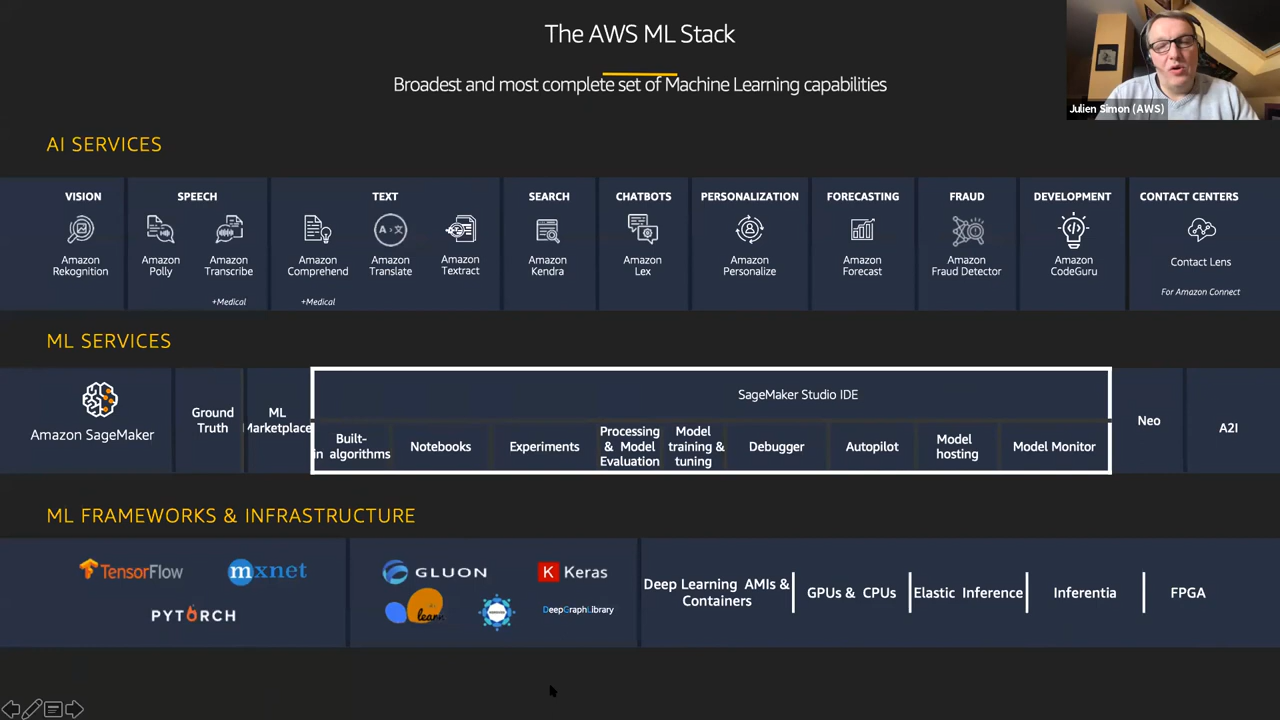 The AWS ML Stack
Broadest and most complete set of Machine Learning capabilities
Julien Simon (AWS)
AI SERVICES
VISION
Amazon
Rekognition
SPEECH
Amazon
Polly
Amazon
Transcribe
+Medical
TEXT
Amazon
Comprehend
+Medical
Amazon
Translate
Amazon
Textract
SEARCH
Amazon
Kendra
CHATBOTS
Amazon
Lex
PERSONALIZATION
Amazon
Personalize
FORECASTING
Amazon
Forecast
FRAUD
Amazon
Fraud Detector
DEVELOPMENT
Amazon
CodeGuru
CONTACT CENTERS
Contact Lens
For Amazon Connect
ML SERVICES
Amazon SageMaker
Ground
Truth
ML
Marketplace
SageMaker Studio IDE
Built-
in algorithms
Notebooks
Experiments
Processing
& Model
Evaluation
Model
training &
tuning
Debugger
Autopilot
Model
hosting
Model Monitor
Neo
A2I
ML FRAMEWORKS & INFRASTRUCTURE
TensorFlow
mxnet
PYTORCH
GLUON
K Keras
learn
DeepGraphLibrary
Deep Learning AMIs &
Containers
GPUs & CPUs
Elastic Inference
Inferentia
FPGA